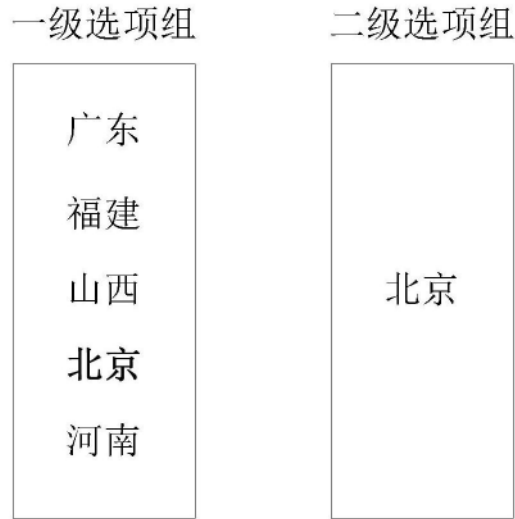 一级选项组
二级选项组
广东
福建
山西
北京
河南
北京